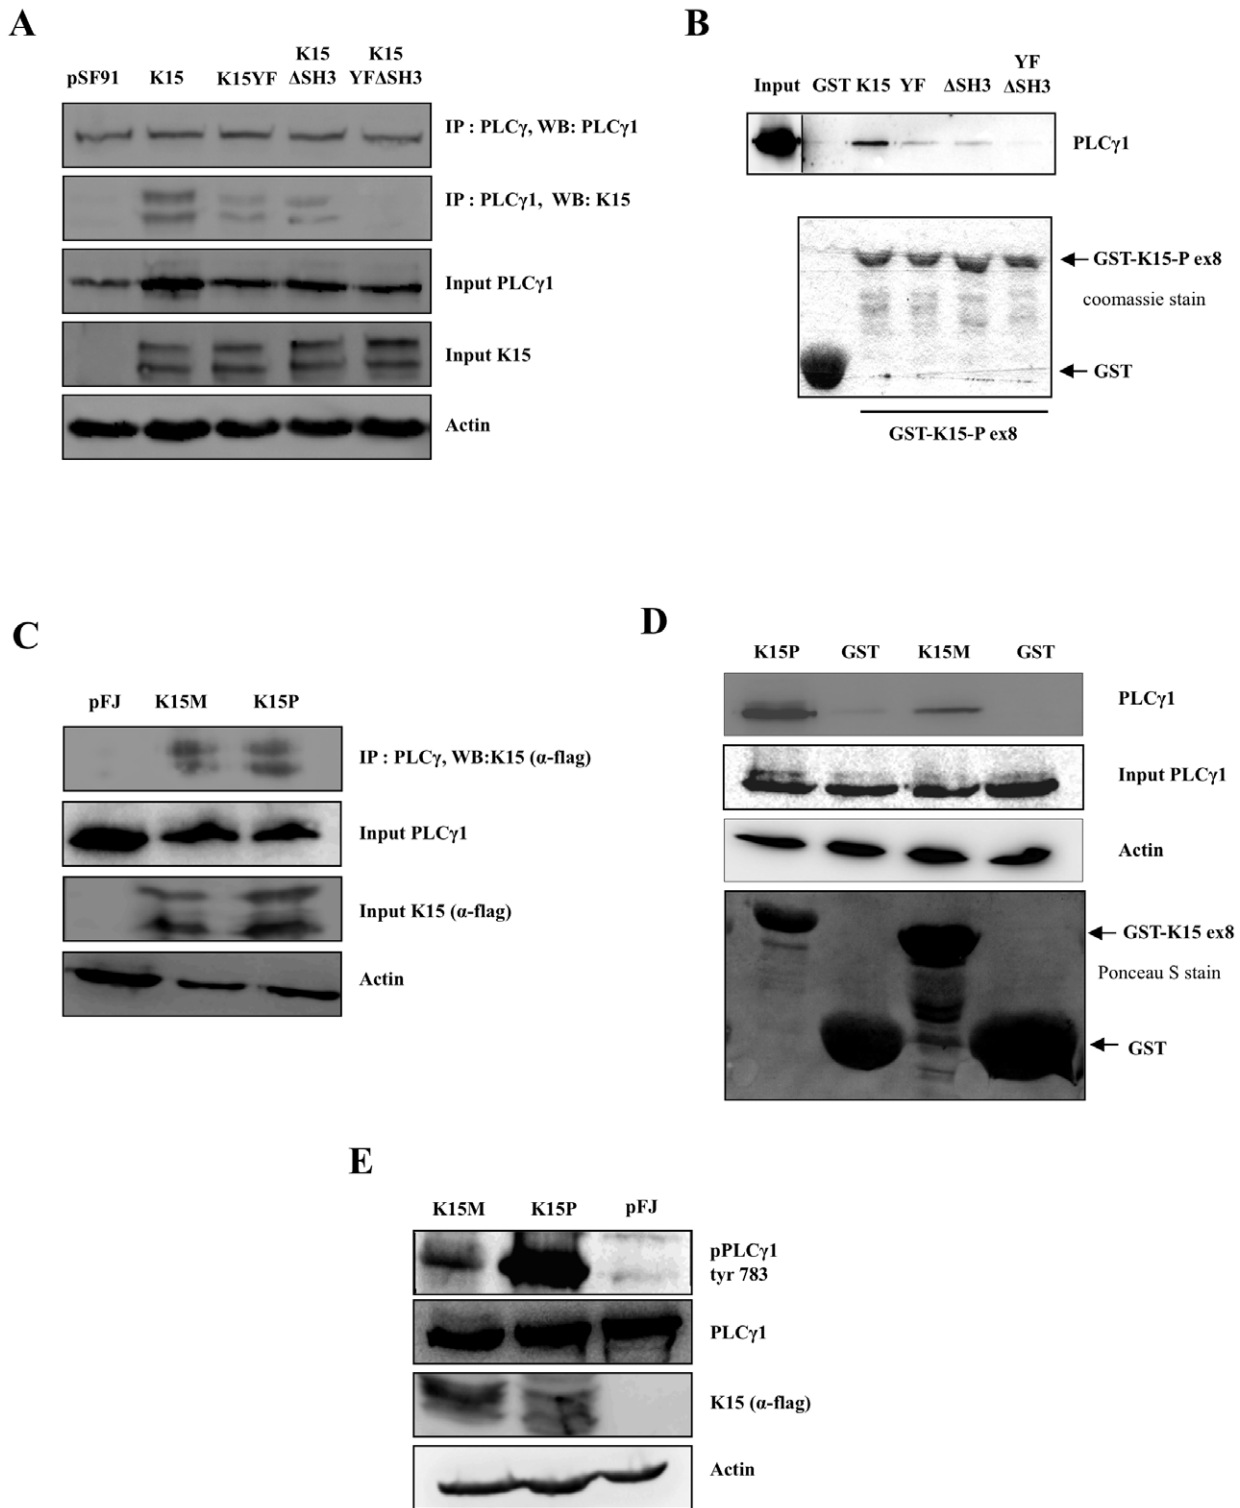 A
pSF91 K15 K15YF K15 ΔSH3 K15 YFΔSH3
IP : PLCγ, WB: PLCγ1
IP : PLCγ1, WB: K15
Input PLCγ1
Input K15
Actin
B
Input GST K15 YF ΔSH3 YF ΔSH3
PLCγ1
GST-K15-P ex8
coomassie stain
GST
GST-K15-P ex8
C
pFJ K15M K15P
IP : PLCγ, WB:K15 (α-flag)
Input PLCγ1
Input K15 (α-flag)
Actin
D
K15P GST K15M GST
PLCγ1
Input PLCγ1
Actin
GST-K15 ex8
Ponceau S stain
GST
E
K15M K15P pFJ
pPLCγ1
tyr 783
PLCγ1
K15 (α-flag)
Actin